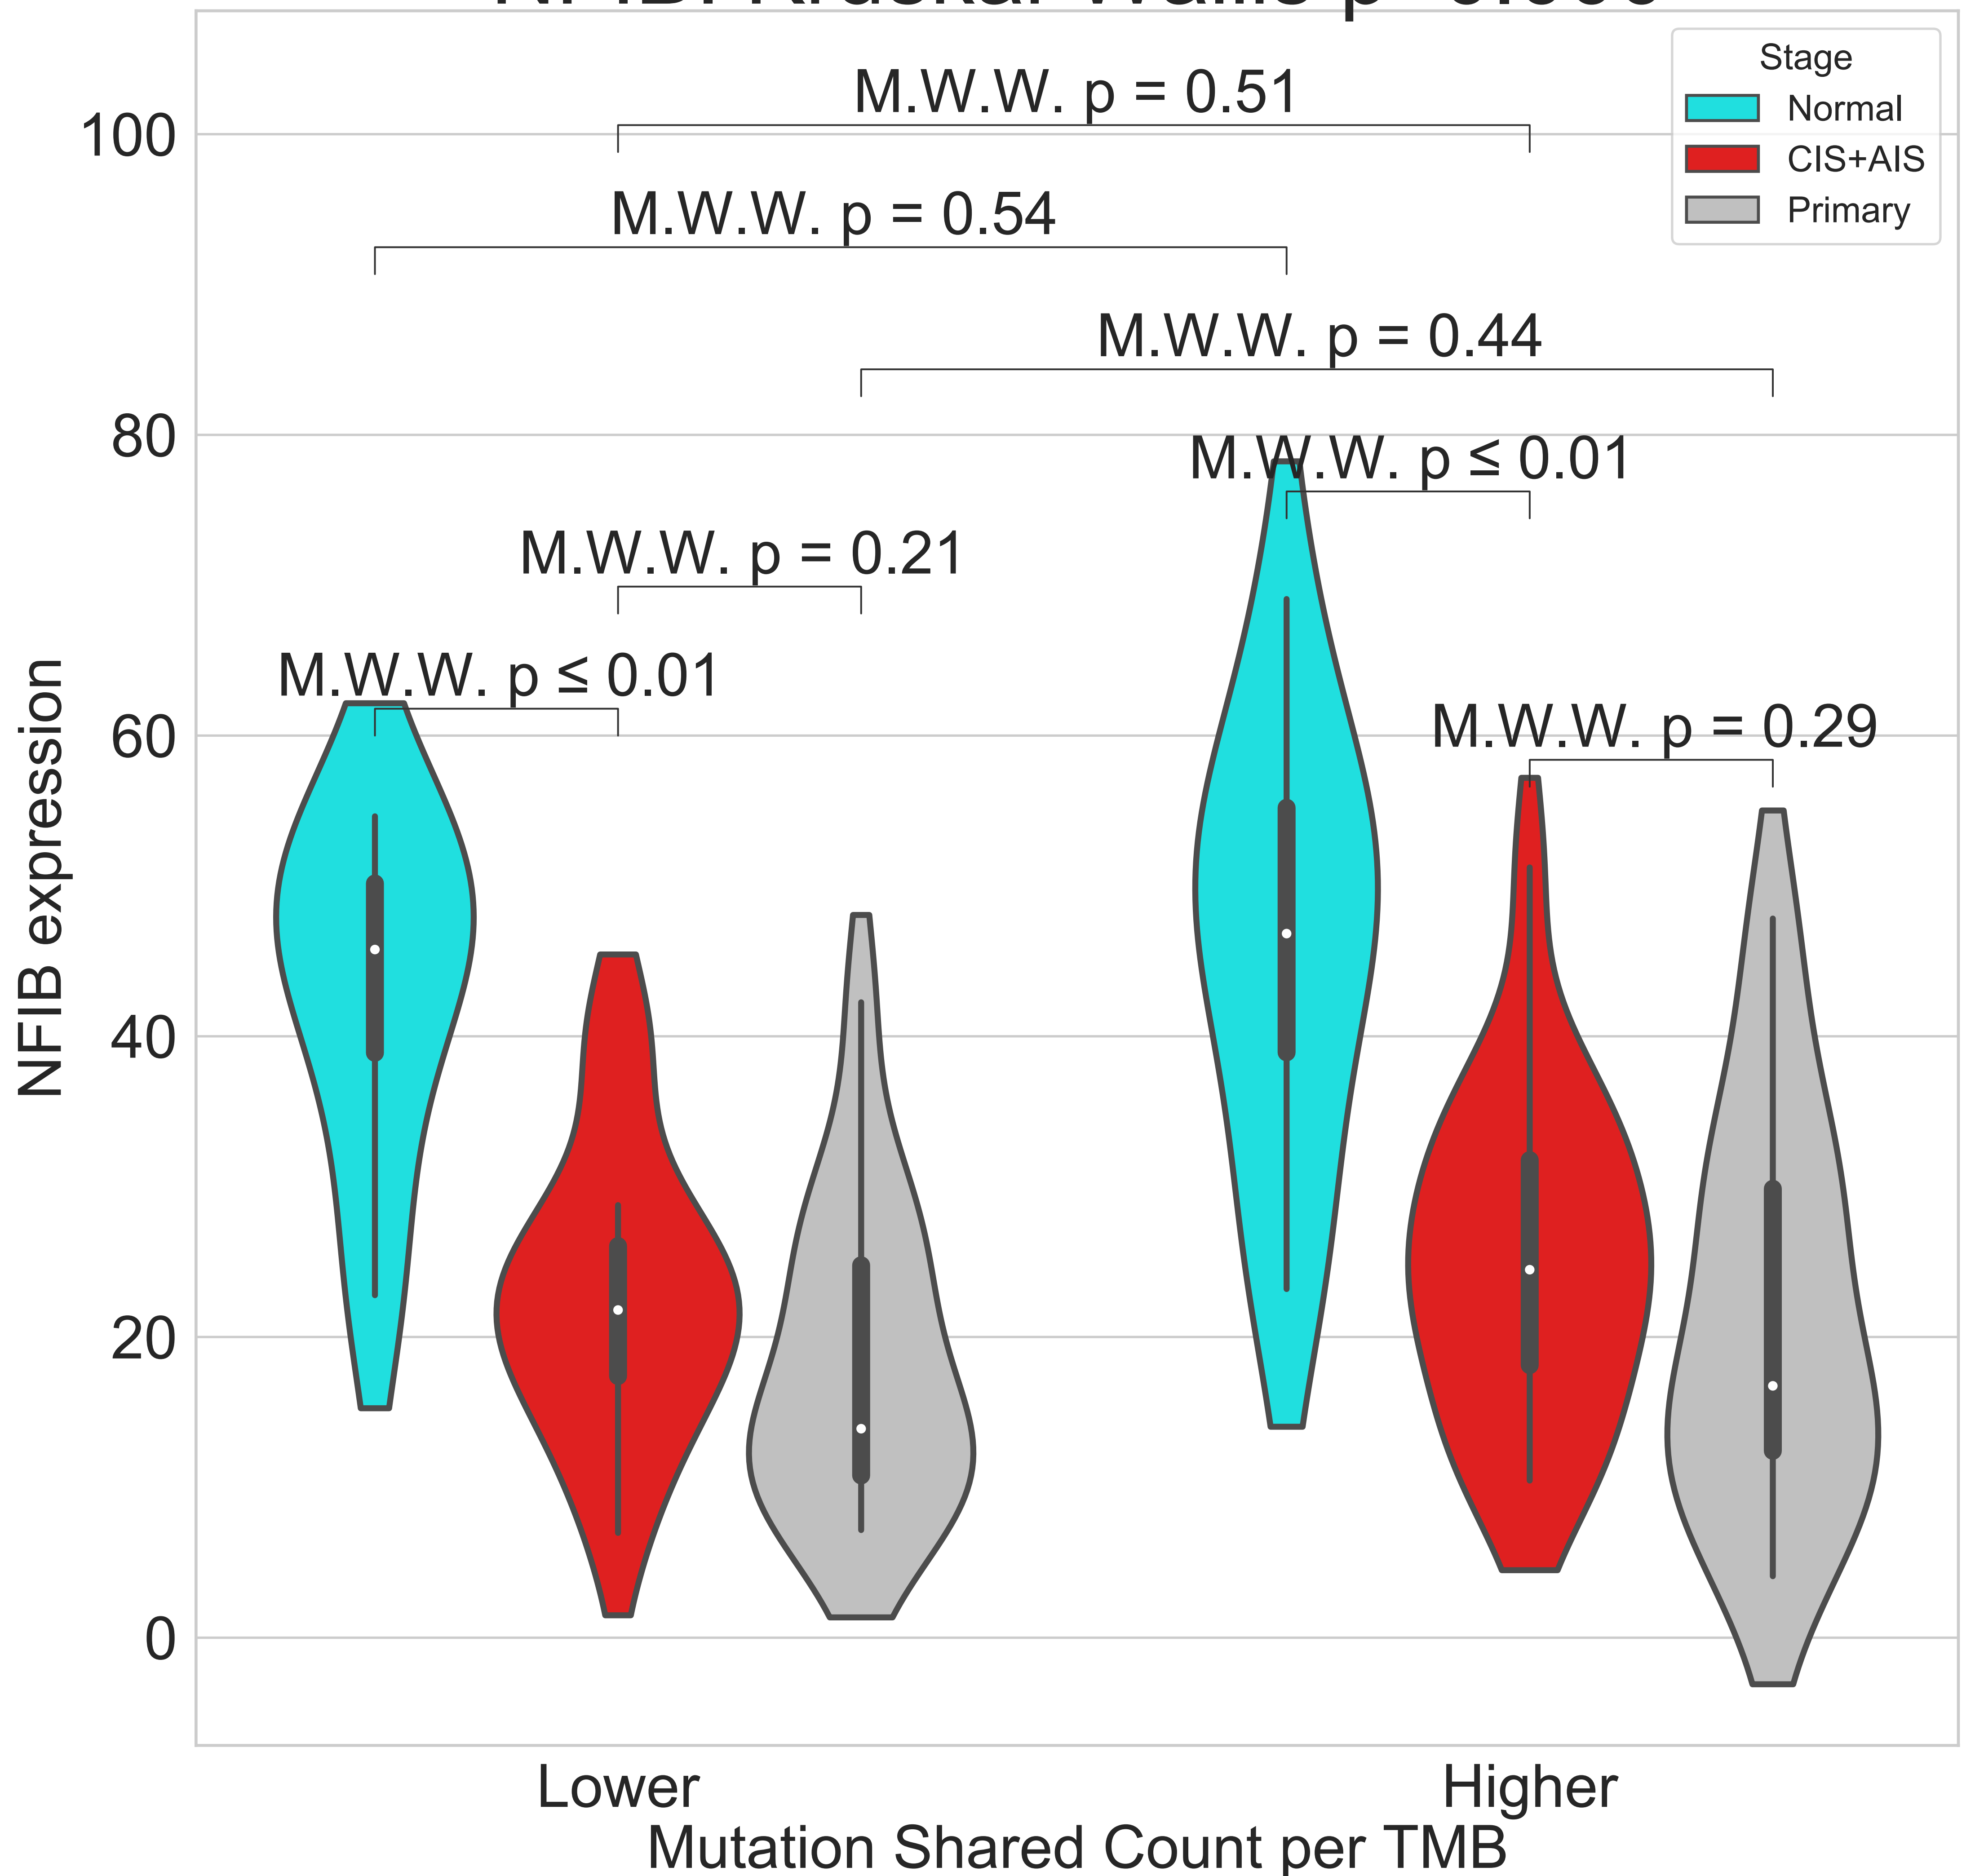 Stage
Normal
CIS+AIS
Primary
M.W.W. p = 0.51
M.W.W. p = 0.54
M.W.W. p = 0.44
M.W.W. p ≤ 0.01
M.W.W. p = 0.21
M.W.W. p ≤ 0.01
M.W.W. p = 0.29
100
80
60
40
20
0
NFIB expression
Lower
Higher
Mutation Shared Count per TMB